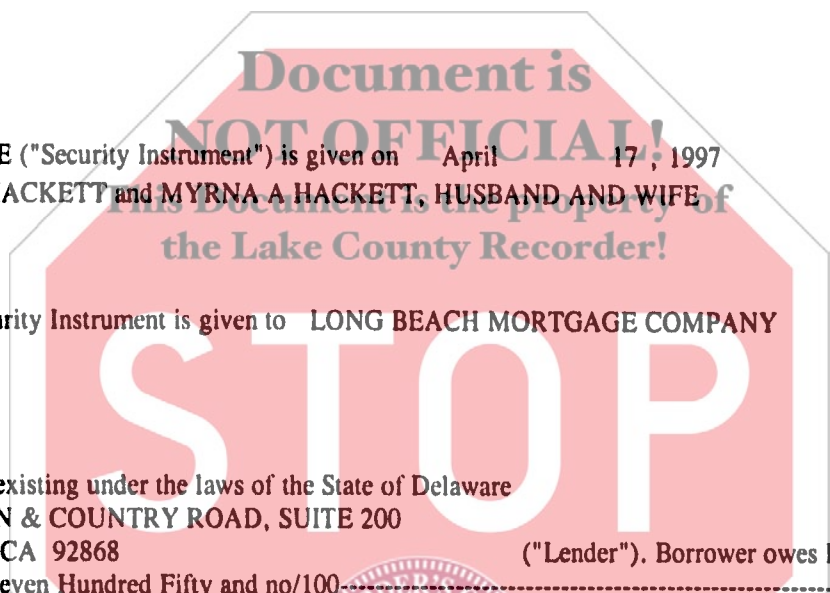 Document is
NOT OFFICIAL!
E ("Security Instrument") is given on April 17, 1997
HACKETT and MYRNA A HACKETT, HUSBAND AND WIFE
This Document is the property of
the Lake County Recorder!
rity Instrument is given to LONG BEACH MORTGAGE COMPANY
STOP
existing under the laws of the State of Delaware
N & COUNTRY ROAD, SUITE 200
CA 92868 ("Lender"). Borrower owes
even Hundred Fifty and no/100